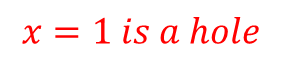 x = 1 is a hole